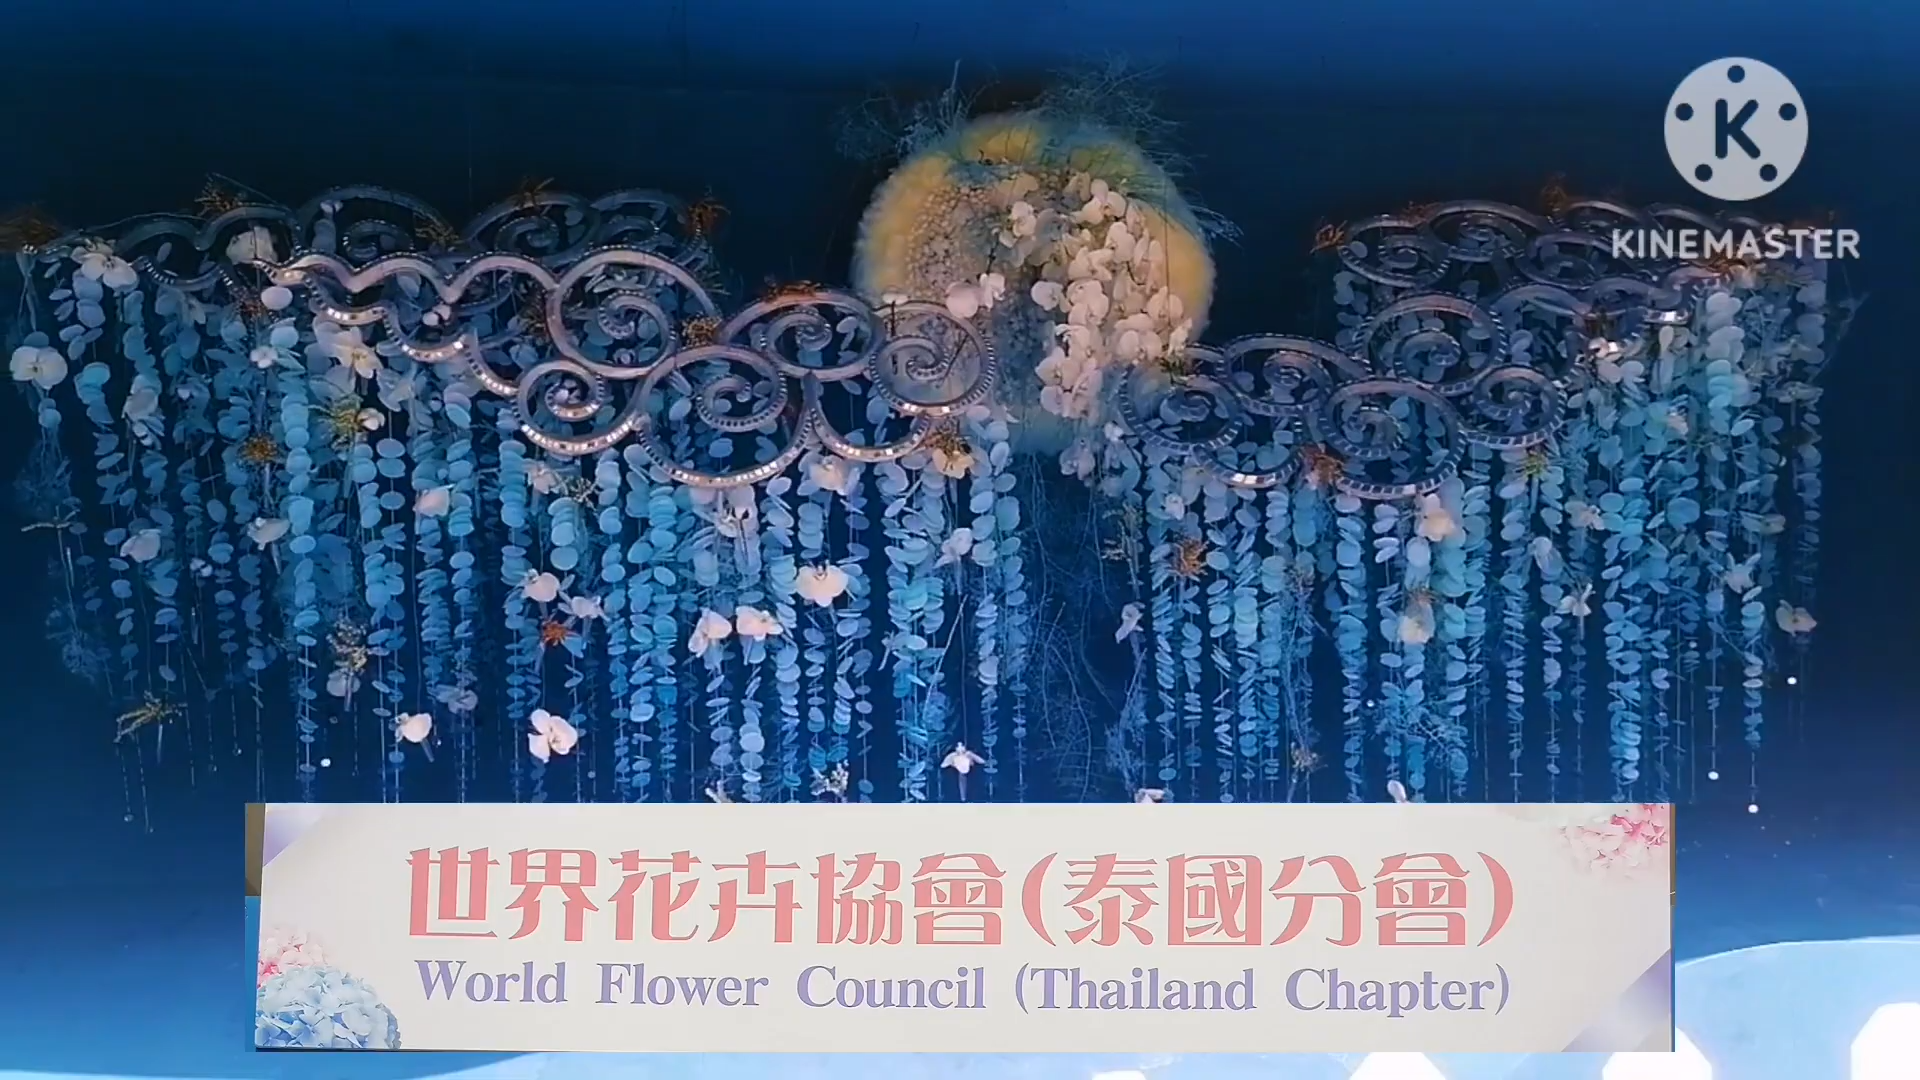 K
KINEMASTER
世界花卉協會(泰國分會)
World Flower Council (Thailand Chapter)